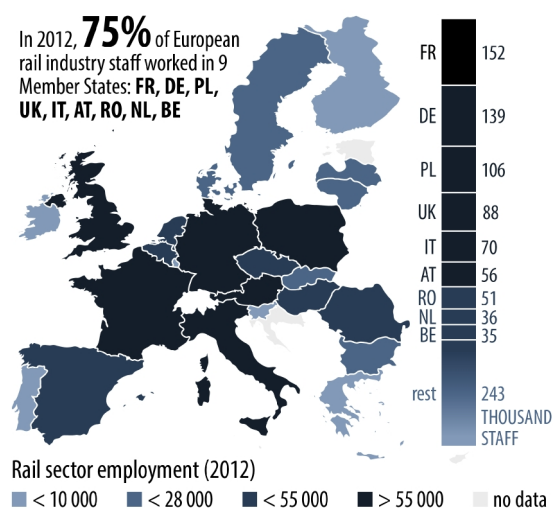 In 2012, 75% of European
rail industry staff worked in 9
Member States: FR, DE, PL,
UK, IT, AT, RO, NL, BE
FR 152
DE 139
PL 106
UK 88
IT 70
AT 56
RO 51
NL 36
BE 35
rest 243
THOUSAND
STAFF
Rail sector employment (2012)
< 10 000 < 28 000 < 55 000 > 55 000 no data